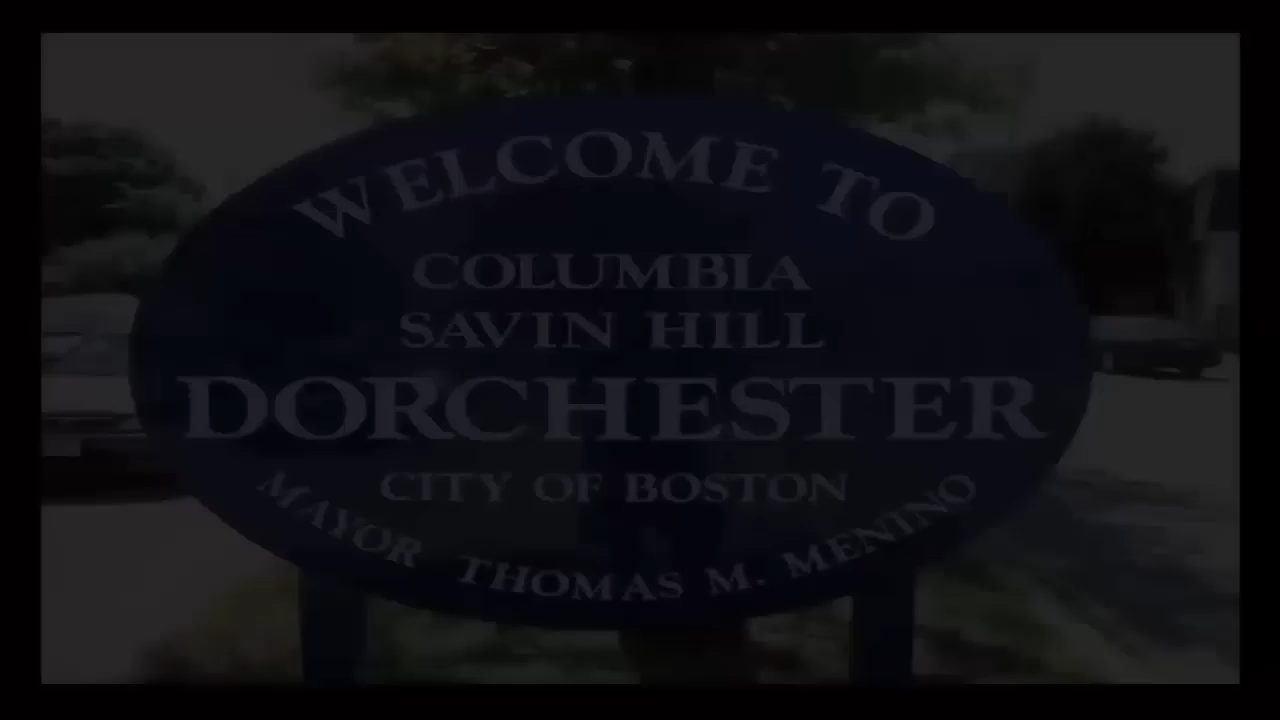 WELCOME TO
COLUMBIA
SAVIN HILL
DORCHESTER
CITY OF BOSTON
MAYOR THOMAS M. MENINO